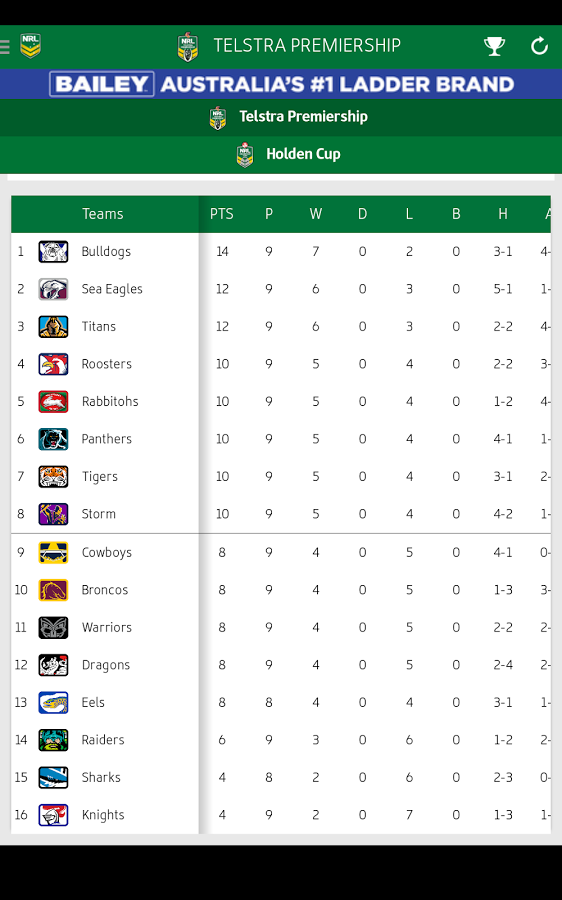 NRL NRL TELSTRA PREMIERSHIP
BAILEY. AUSTRALIA'S #1 LADDER BRAND
NRL Telstra Premiership
NRL Holden Cup
Teams PTS P W D L B H A
1 Bulldogs 14 9 7 0 2 0 3-1 4-
2 Sea Eagles 12 9 6 0 3 0 5-1 1-
3 Titans 12 9 6 0 3 0 2-2 4-
4 Roosters 10 9 5 0 4 0 2-2 3-
5 Rabbitohs 10 9 5 0 4 0 1-2 4-
6 Panthers 10 9 5 0 4 0 4-1 1-
7 Tigers 10 9 5 0 4 0 3-1 2-
8 Storm 10 9 5 0 4 0 4-2 1-
9 Cowboys 8 9 4 0 5 0 4-1 0-
10 Broncos 8 9 4 0 5 0 1-3 3-
11 Warriors 8 9 4 0 5 0 2-2 2-
12 Dragons 8 9 4 0 5 0 2-4 2-
13 Eels 8 8 4 0 4 0 3-1 1-
14 Raiders 6 9 3 0 6 0 1-2 2-
15 Sharks 4 8 2 0 6 0 2-3 0-
16 Knights 4 9 2 0 7 0 1-3 1-